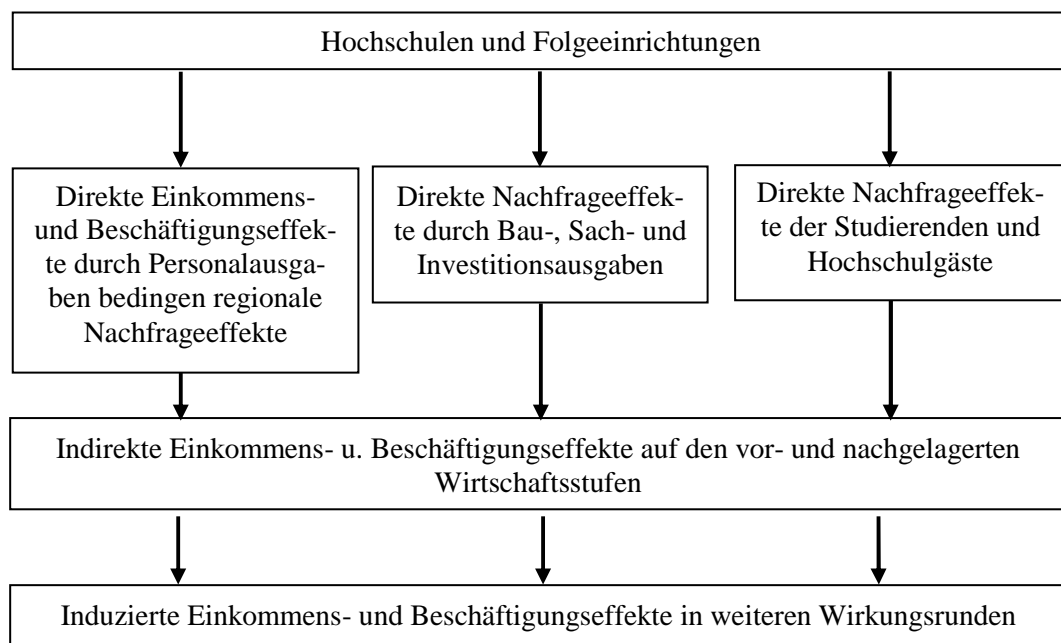 Hochschulen und Folgeeinrichtungen
Direkte Einkommens-
und Beschäftigungseffek-
te durch Personalausga-
ben bedingen regionale
Nachfrageeffekte
Direkte Nachfrageeffek-
te durch Bau-, Sach- und
Investitionsausgaben
Direkte Nachfrageeffek-
te der Studierenden und
Hochschulgäste
Indirekte Einkommens- u. Beschäftigungseffekte auf den vor- und nachgelagerten
Wirtschaftsstufen
Induzierte Einkommens- und Beschäftigungseffekte in weiteren Wirkungsrunden